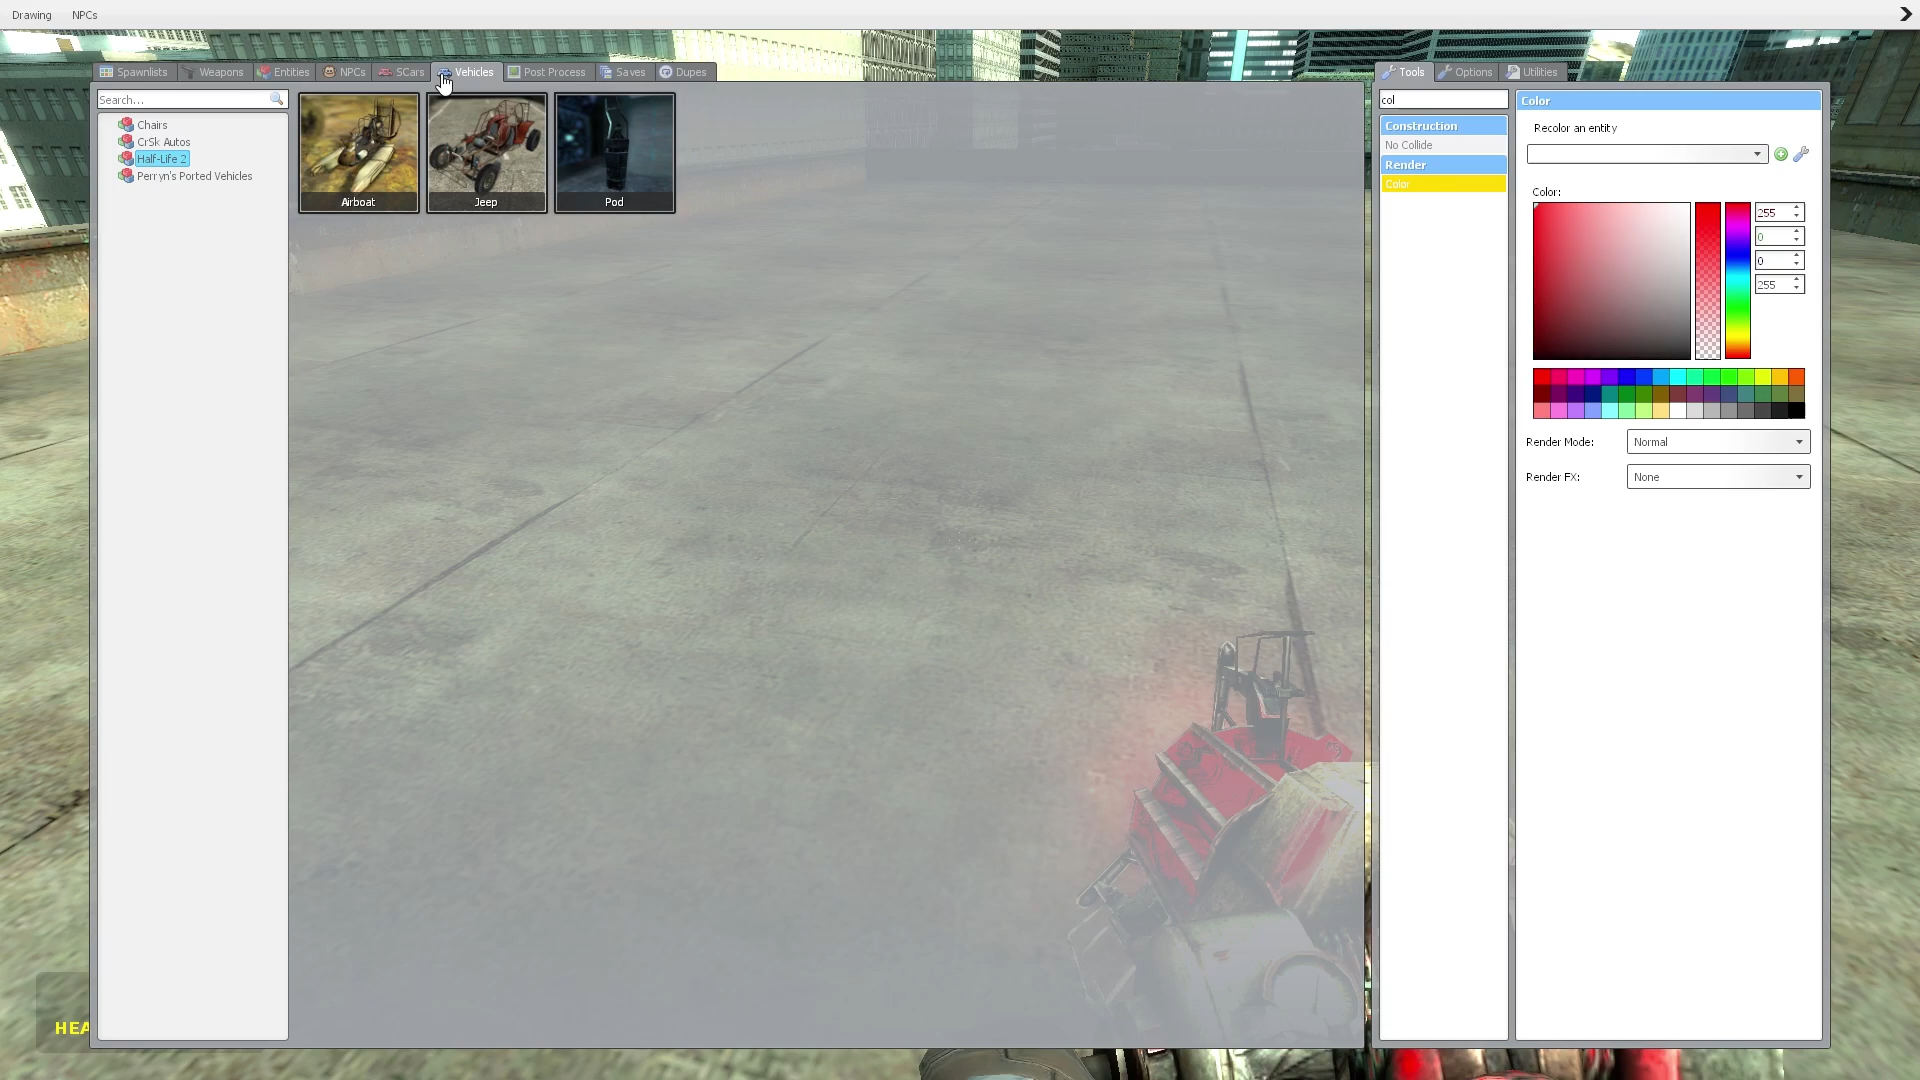 Drawing NPCs
Spawnlists Weapons Entities NPCs SCars Vehicles Post Process Saves Dupes
Tools Options Utilities
Search...
Chairs
CrSk Autos
Half-Life 2
Perryn's Ported Vehicles
Airboat Jeep Pod
col
Construction
No Collide
Render
Color
Color
Recolor an entity
Color:
255
0
0
255
Render Mode: Normal
Render FX: None
HEA